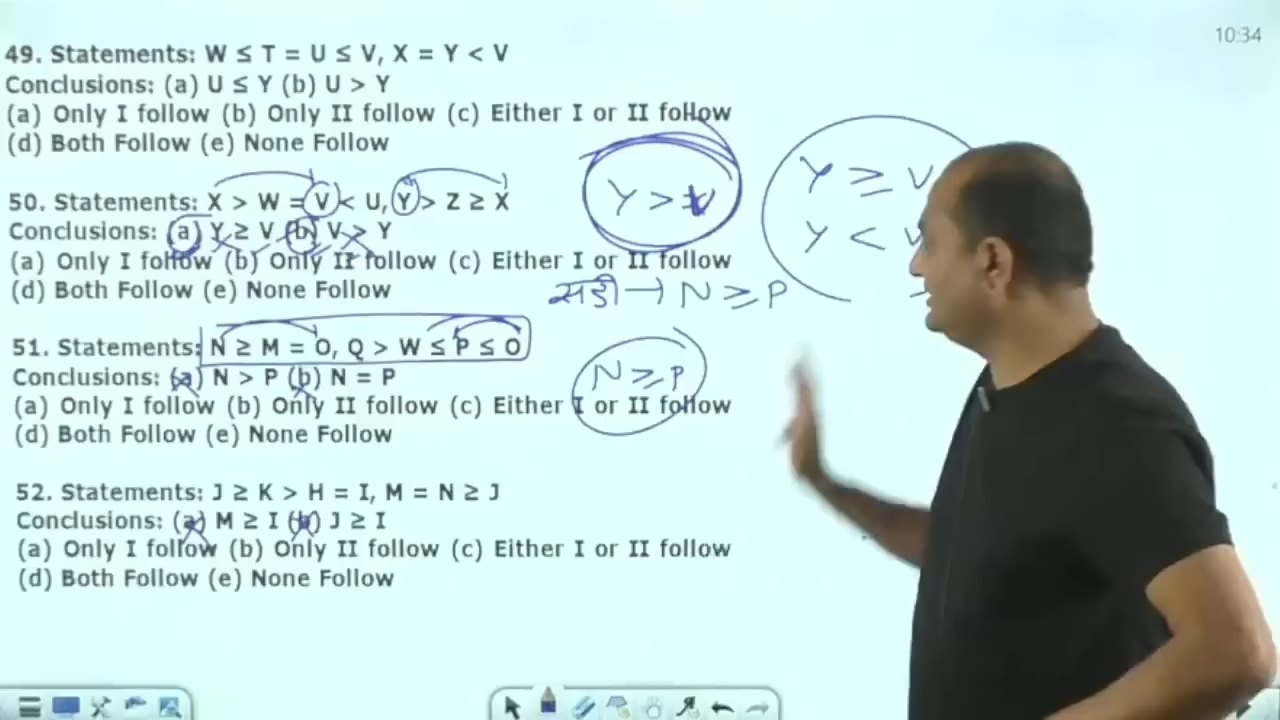 10:34
49. Statements: W ≤ T = U ≤ V, X = Y < V
Conclusions: (a) U ≤ Y (b) U > Y
(a) Only I follow (b) Only II follow (c) Either I or II follow
(d) Both Follow (e) None Follow
50. Statements: X > W = V < U, Y > Z ≥ X
Conclusions: (a) Y ≥ V (b) V > Y
(a) Only I follow (b) Only II follow (c) Either I or II follow
(d) Both Follow (e) None Follow
Y > V
Y ≥ V
Y < V
सही → N ≥ P
51. Statements: N ≥ M = O, Q > W ≤ P ≤ O
Conclusions: (a) N > P (b) N = P
(a) Only I follow (b) Only II follow (c) Either I or II follow
(d) Both Follow (e) None Follow
N ≥ P
52. Statements: J ≥ K > H = I, M = N ≥ J
Conclusions: (a) M ≥ I (b) J ≥ I
(a) Only I follow (b) Only II follow (c) Either I or II follow
(d) Both Follow (e) None Follow